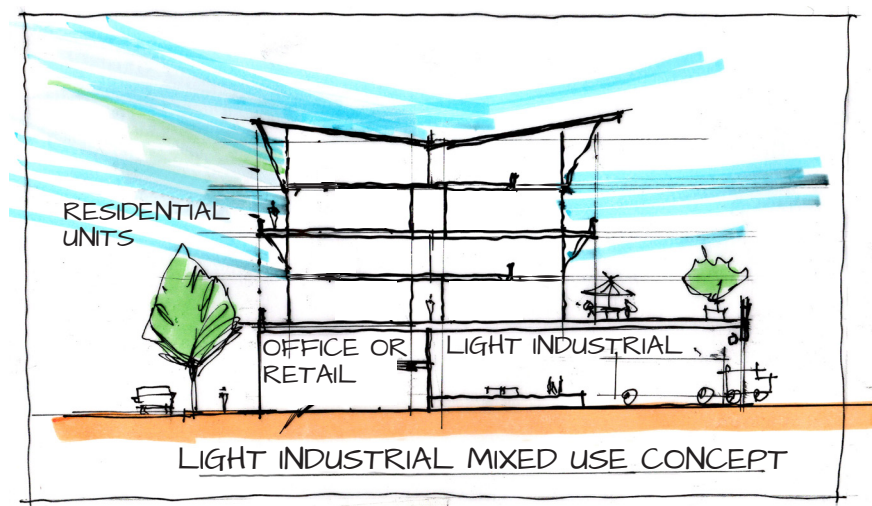 RESIDENTIAL
UNITS
OFFICE OR
RETAIL
LIGHT INDUSTRIAL
LIGHT INDUSTRIAL MIXED USE CONCEPT